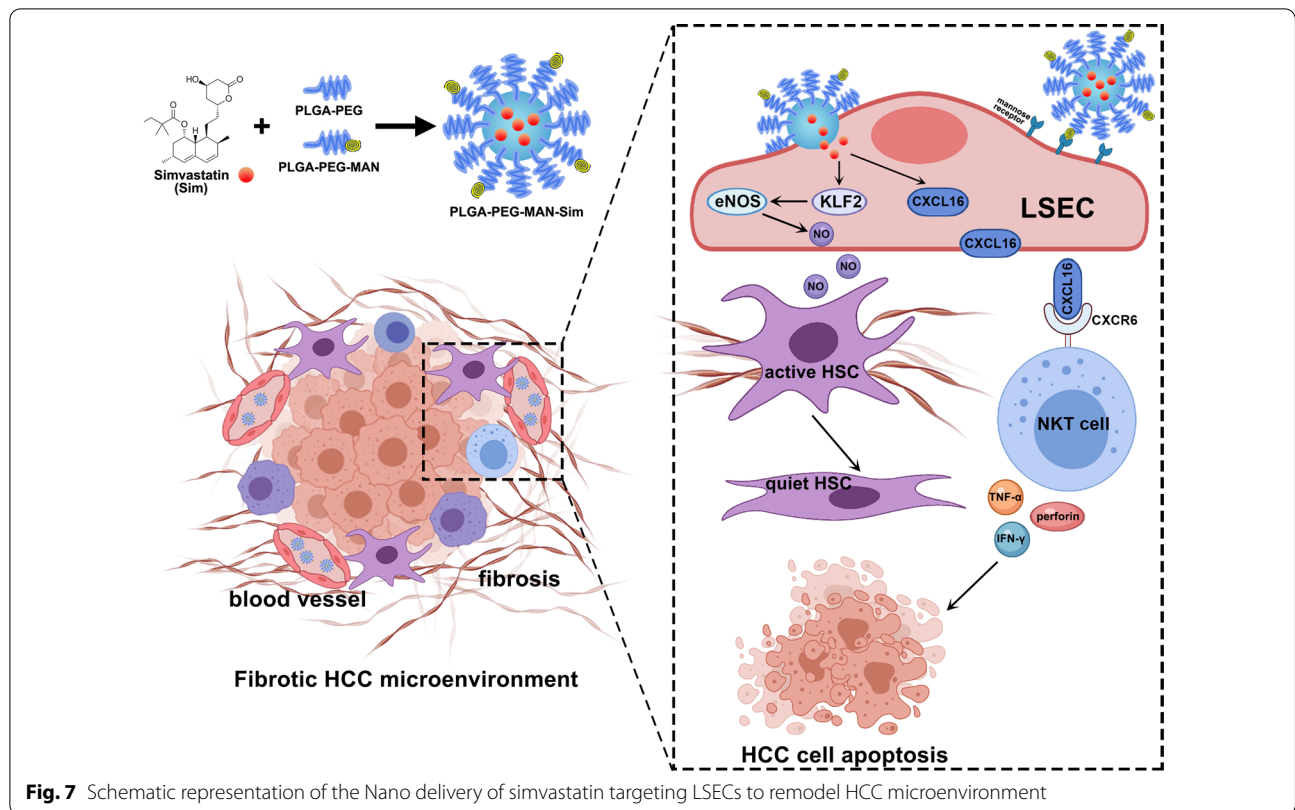 HO
O
O
O
O
H
Simvastatin
(Sim)
+
PLGA-PEG
PLGA-PEG-MAN
PLGA-PEG-MAN-Sim
mannose
receptor
eNOS
KLF2
CXCL16
LSEC
NO
CXCL16
NO
NO
CXCL16
CXCR6
active HSC
NKT cell
quiet HSC
TNF-α
perforin
IFN-γ
HCC cell apoptosis
fibrosis
blood vessel
Fibrotic HCC microenvironment
Fig. 7 Schematic representation of the Nano delivery of simvastatin targeting LSECs to remodel HCC microenvironment